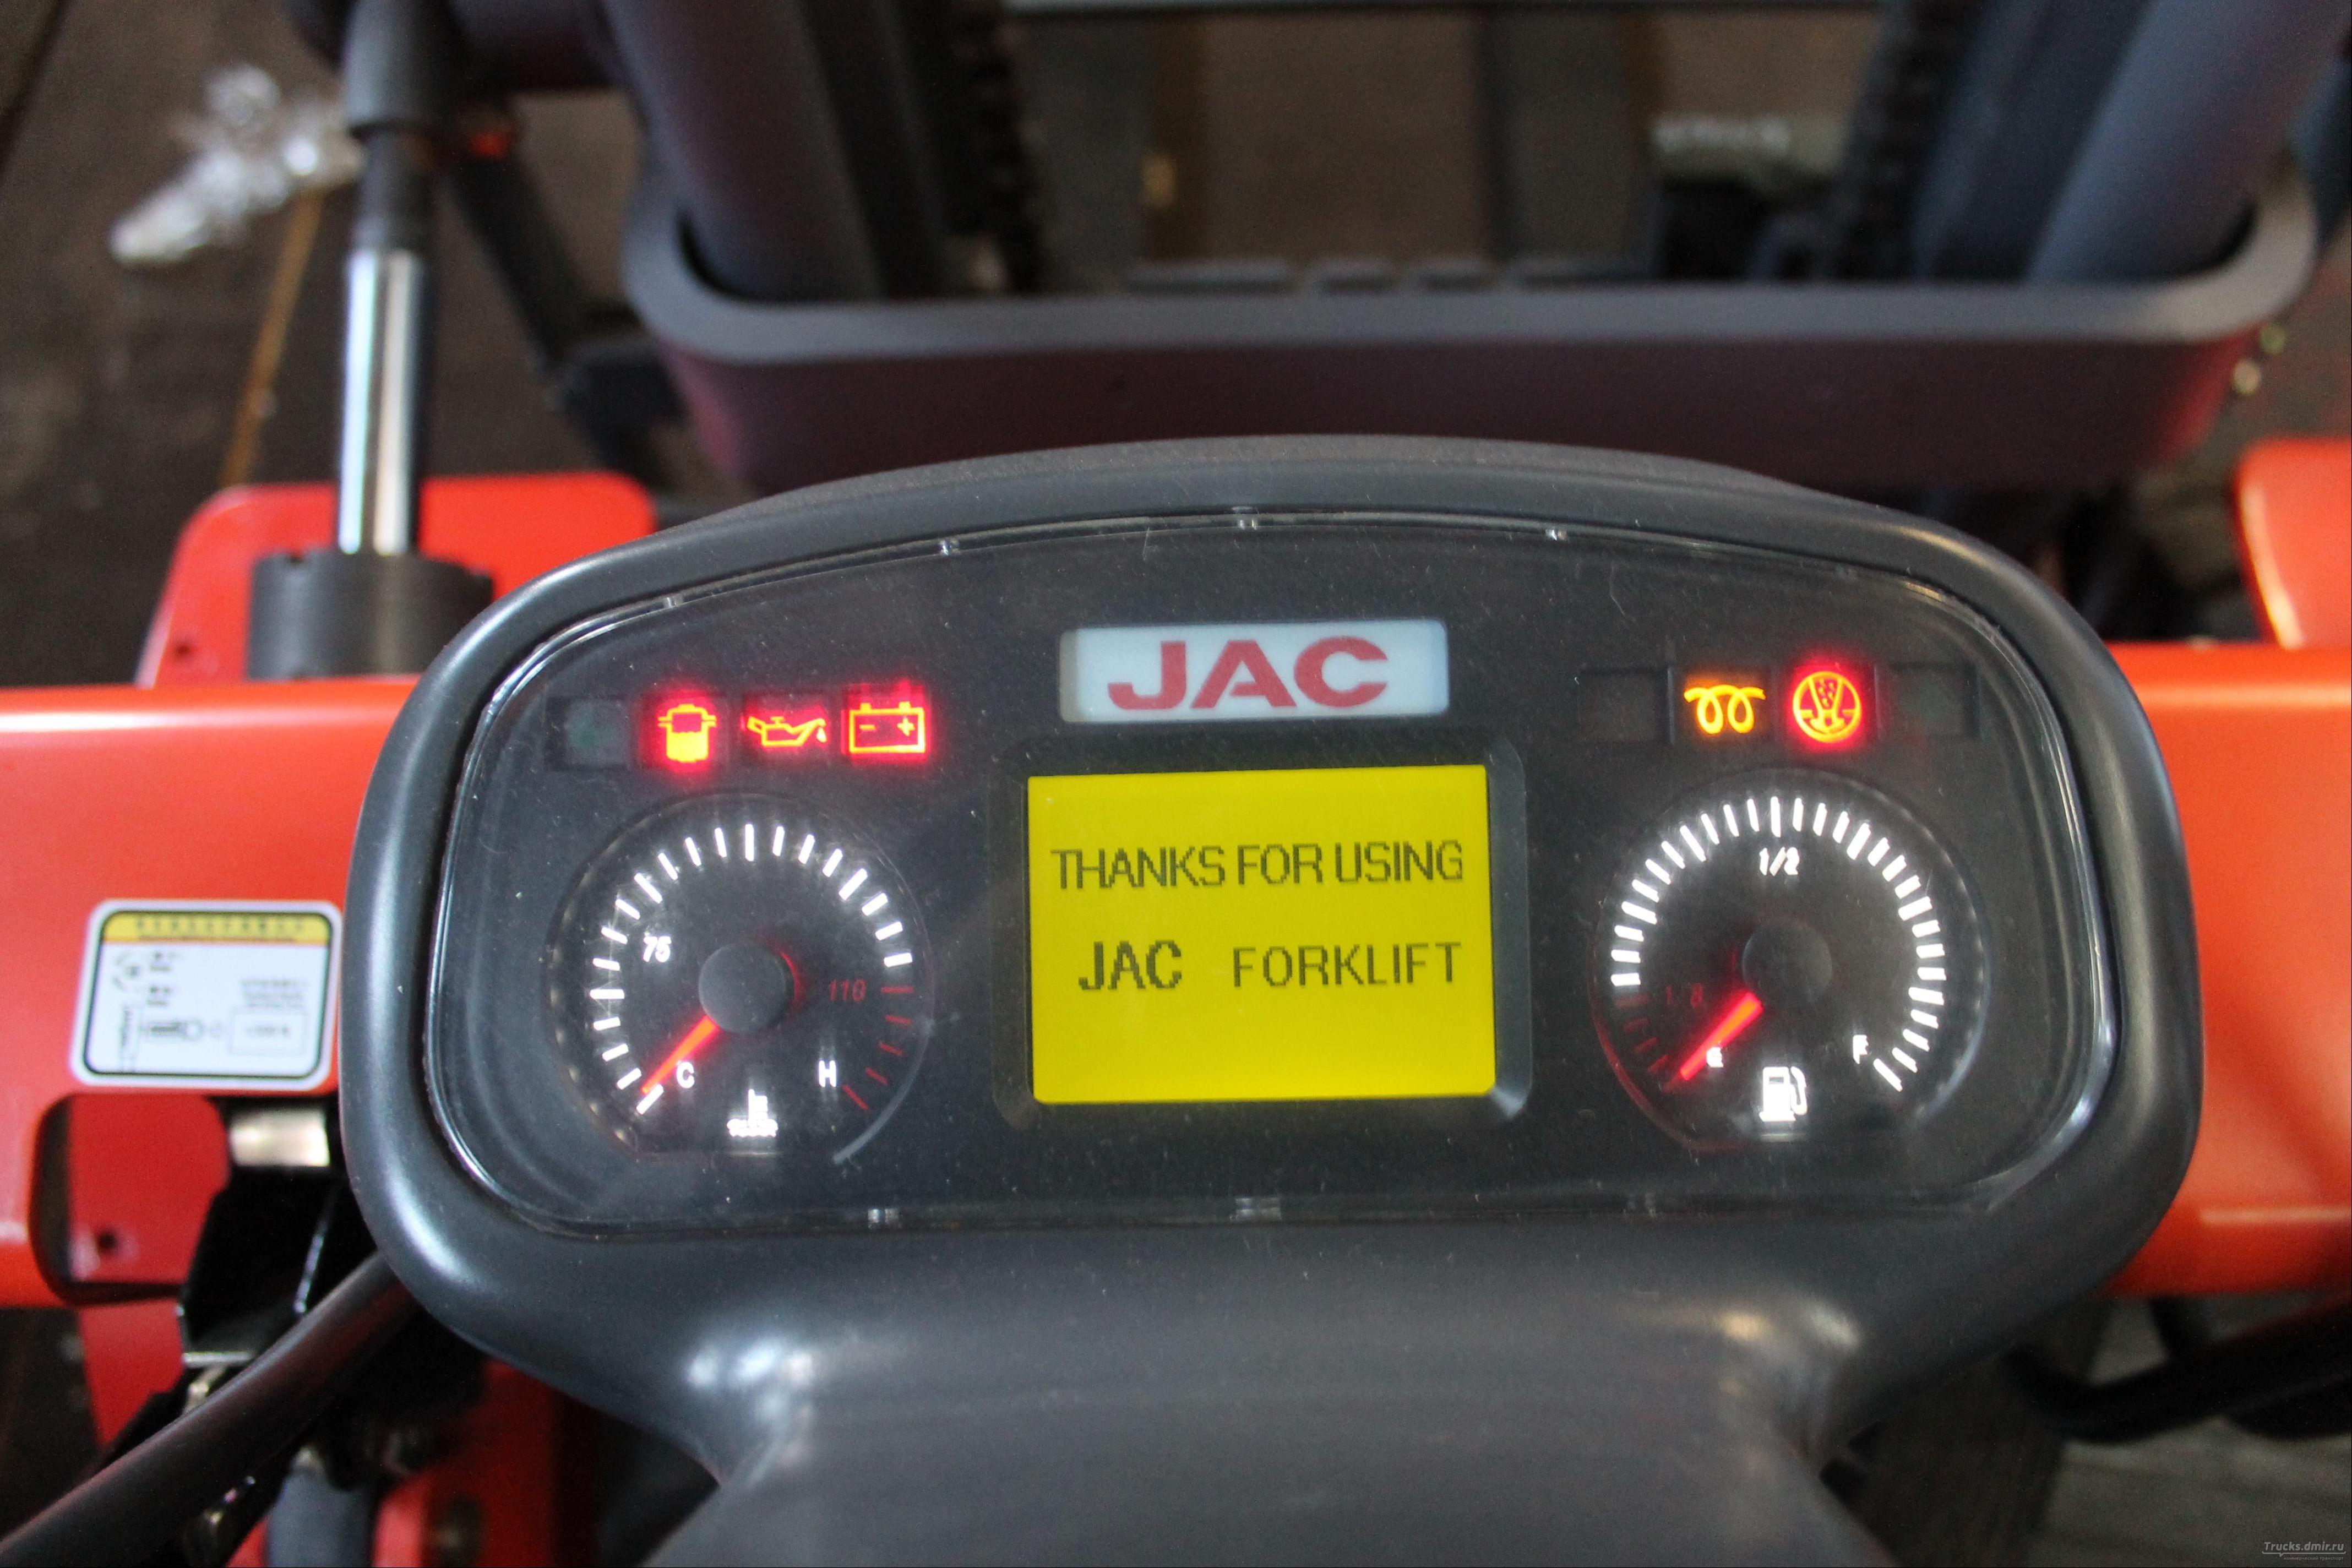 JAC
THANKS FOR USING
JAC FORKLIFT
75
110
C
H
1/2
E
F
Trucks.dmir.ru